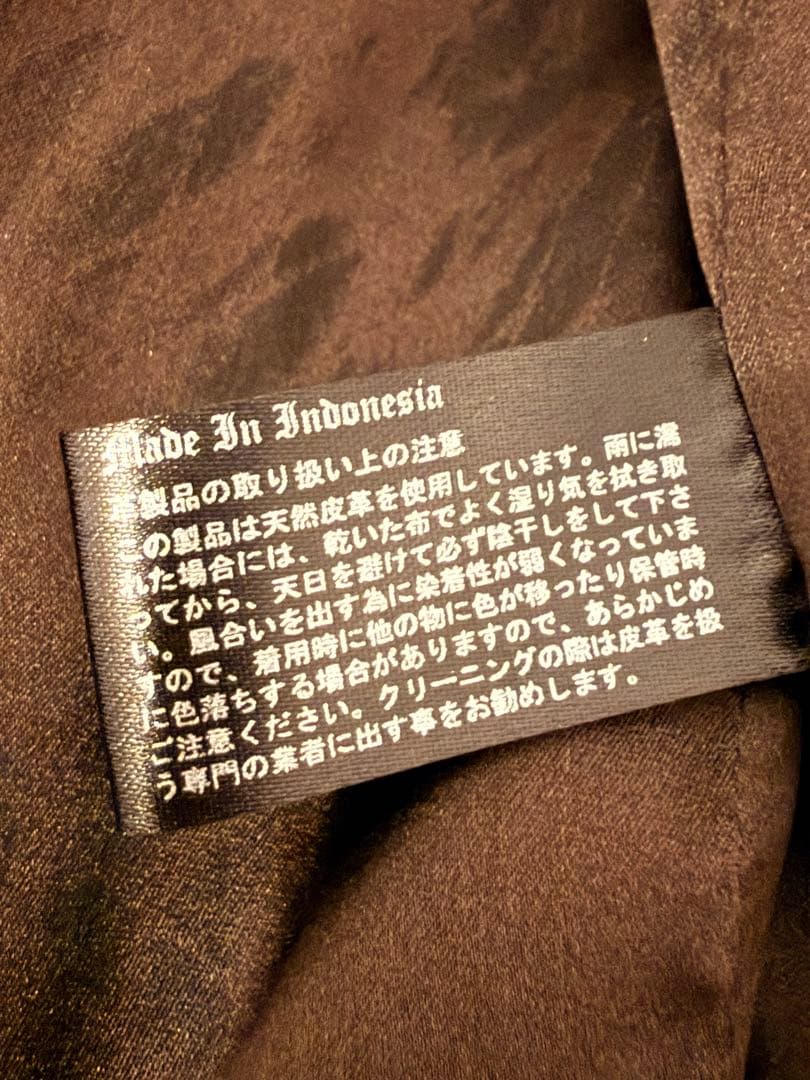 Made In Indonesia
革製品の取り扱い上の注意
この製品は天然皮革を使用しています。雨に濡
れた場合には、乾いた布でよく湿り気を拭き取
ってから、天日を避けて必ず陰干しをして下さ
い。風合いを出す為に染着性が弱くなっていま
すので、着用時に他の物に色が移ったり保管時
に色落ちする場合がありますので、あらかじめ
ご注意ください。クリーニングの際は皮革を扱
う専門の業者に出す事をお勧めします。